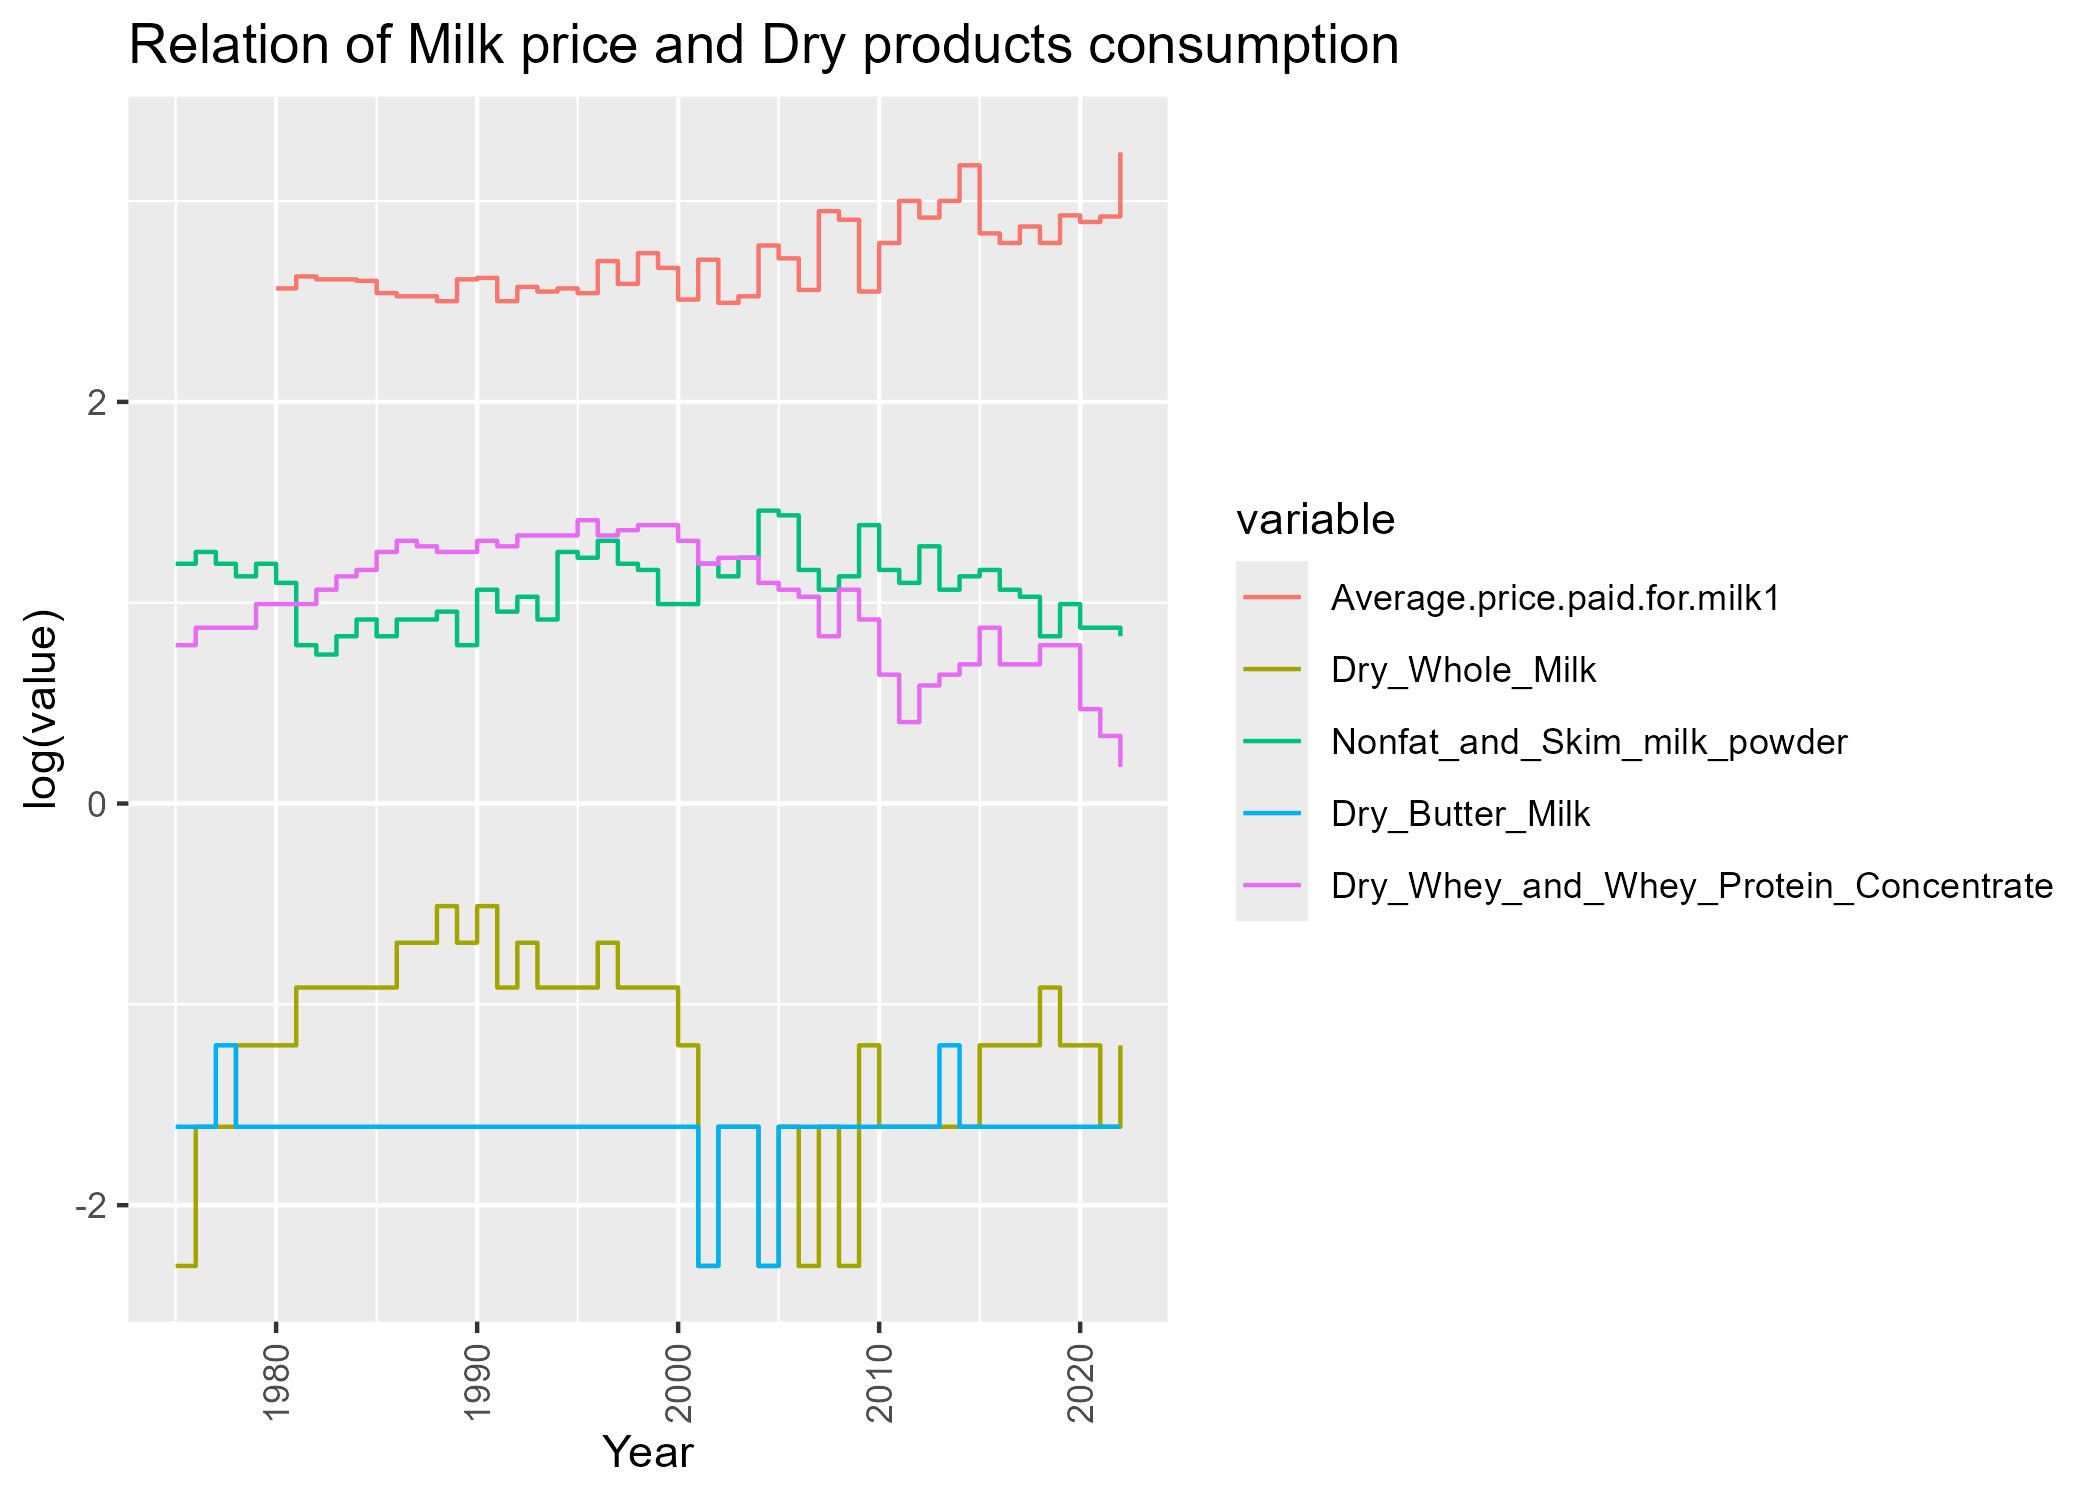 Relation of Milk price and Dry products consumption
log(value)
2
0
-2
1980
1990
2000
2010
2020
Year
variable
Average.price.paid.for.milk1
Dry_Whole_Milk
Nonfat_and_Skim_milk_powder
Dry_Butter_Milk
Dry_Whey_and_Whey_Protein_Concentrate